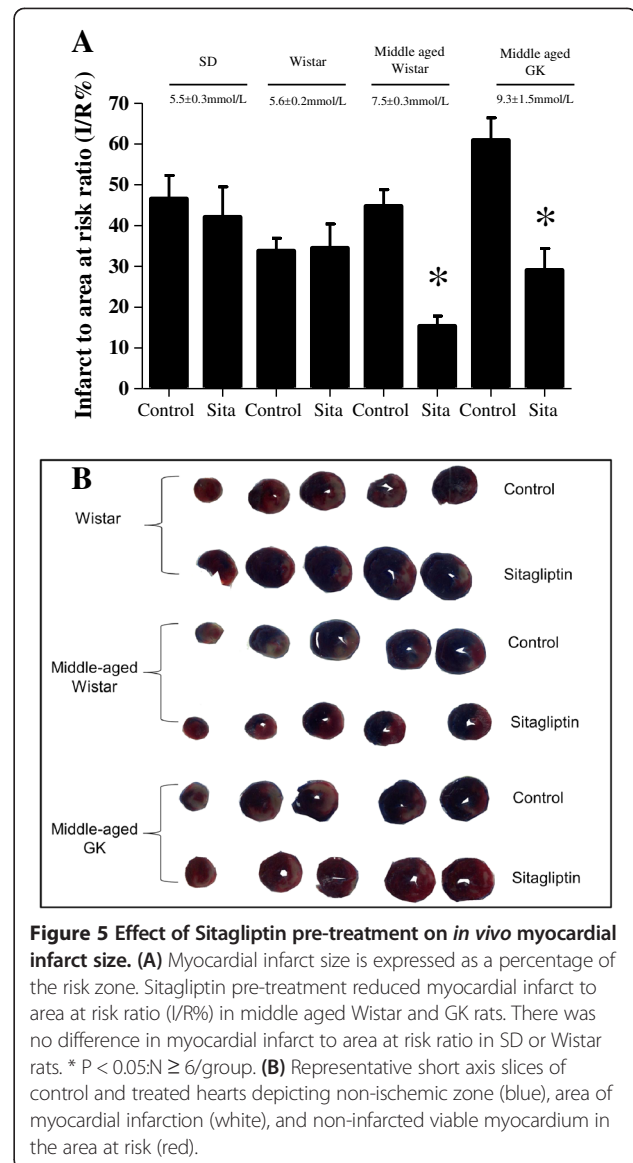 A
SD
Wistar
Middle aged
Wistar
Middle aged
GK
5.5±0.3mmol/L
5.6±0.2mmol/L
7.5±0.3mmol/L
9.3±1.5mmol/L
Infarct to area at risk ratio (I/R%)
70
60
50
40
30
20
10
0
*
*
Control Sita Control Sita Control Sita Control Sita
B
Wistar
Control
Sitagliptin
Middle-aged
Wistar
Control
Sitagliptin
Middle-aged
GK
Control
Sitagliptin
Figure 5 Effect of Sitagliptin pre-treatment on in vivo myocardial
infarct size. (A) Myocardial infarct size is expressed as a percentage of
the risk zone. Sitagliptin pre-treatment reduced myocardial infarct to
area at risk ratio (I/R%) in middle aged Wistar and GK rats. There was
no difference in myocardial infarct to area at risk ratio in SD or Wistar
rats. * P < 0.05:N ≥ 6/group. (B) Representative short axis slices of
control and treated hearts depicting non-ischemic zone (blue), area of
myocardial infarction (white), and non-infarcted viable myocardium in
the area at risk (red).